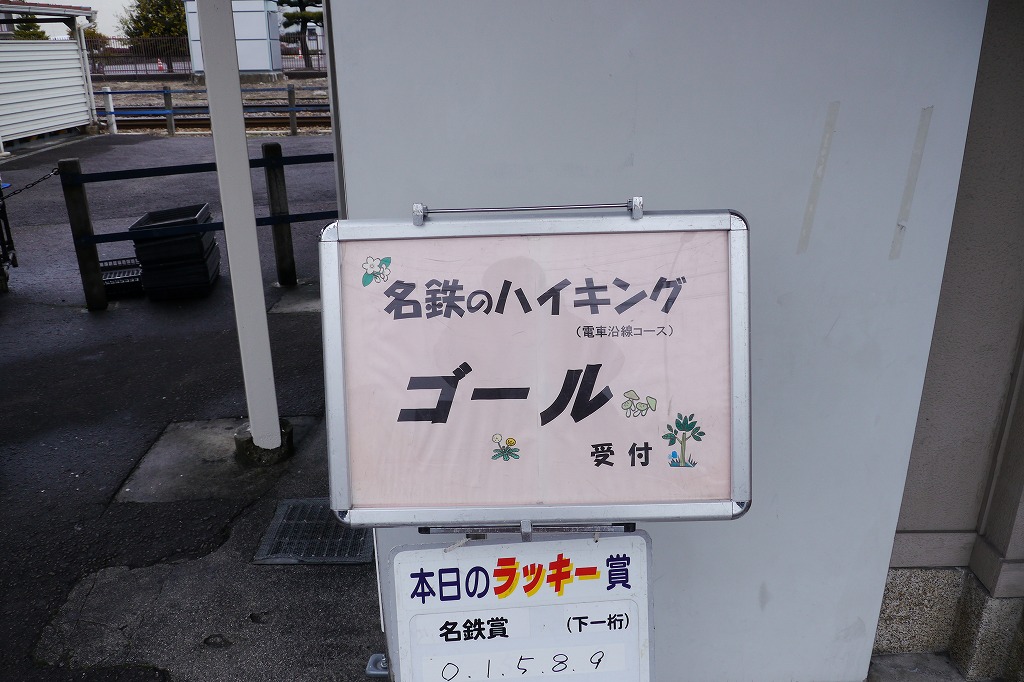 名鉄のハイキング
（電車沿線コース）
ゴール
受付
本日のラッキー賞
名鉄賞 （下一桁）
0.1.5.8.9